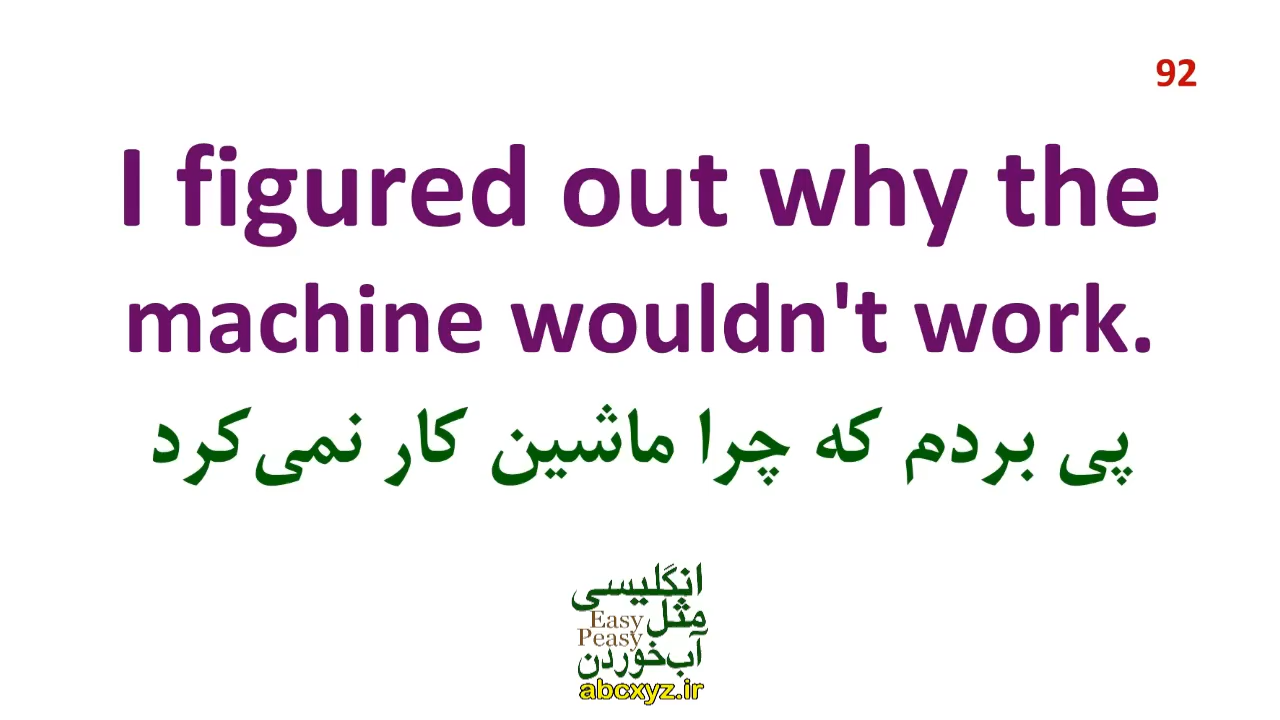 92
I figured out why the
machine wouldn't work.
پی بردم که چرا ماشین کار نمی‌کرد
انگلیسی
مثل
Easy
Peasy
آب‌خوردن
abcxyz.ir